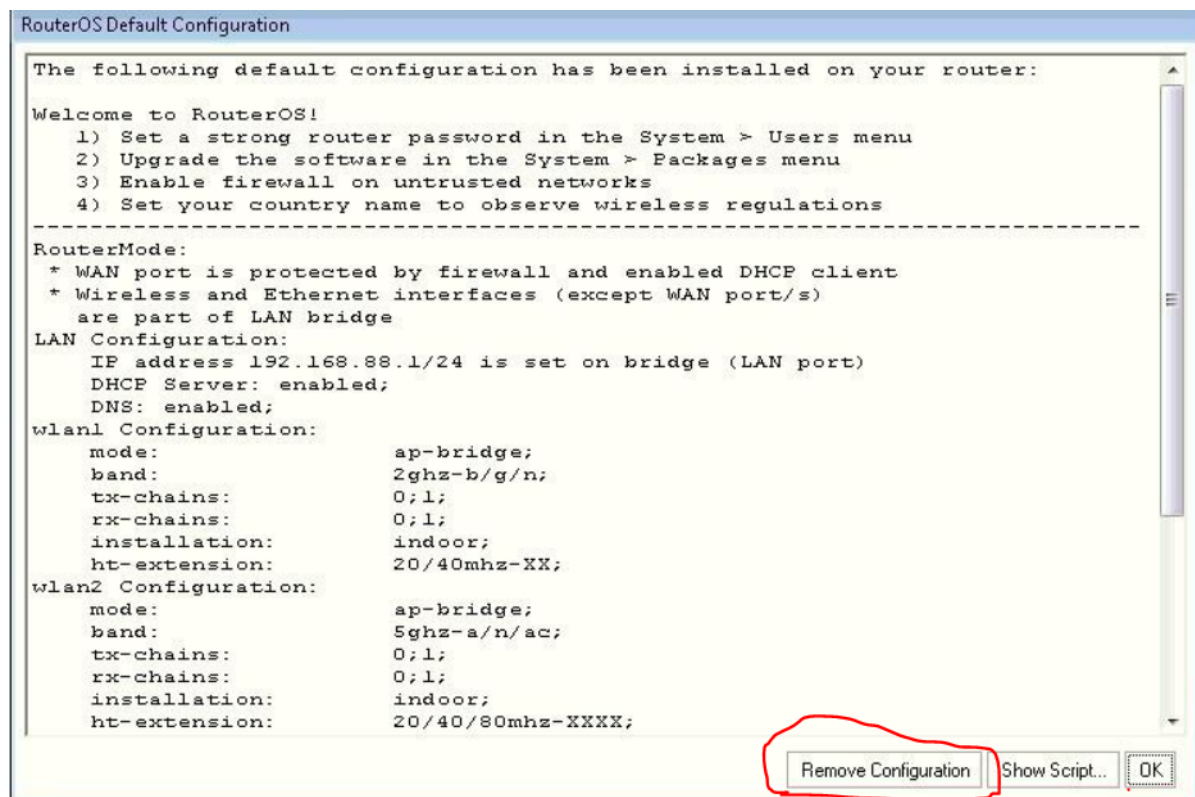 RouterOS Default Configuration
The following default configuration has been installed on your router:
Welcome to RouterOS!
1) Set a strong router password in the System > Users menu
2) Upgrade the software in the System > Packages menu
3) Enable firewall on untrusted networks
4) Set your country name to observe wireless regulations
--------------------------------------------------------------------------------
RouterMode:
* WAN port is protected by firewall and enabled DHCP client
* Wireless and Ethernet interfaces (except WAN port/s)
are part of LAN bridge
LAN Configuration:
IP address 192.168.88.1/24 is set on bridge (LAN port)
DHCP Server: enabled;
DNS: enabled;
wlan1 Configuration:
mode: ap-bridge;
band: 2ghz-b/g/n;
tx-chains: 0;1;
rx-chains: 0;1;
installation: indoor;
ht-extension: 20/40mhz-XX;
wlan2 Configuration:
mode: ap-bridge;
band: 5ghz-a/n/ac;
tx-chains: 0;1;
rx-chains: 0;1;
installation: indoor;
ht-extension: 20/40/80mhz-XXXX;
Remove Configuration Show Script... OK